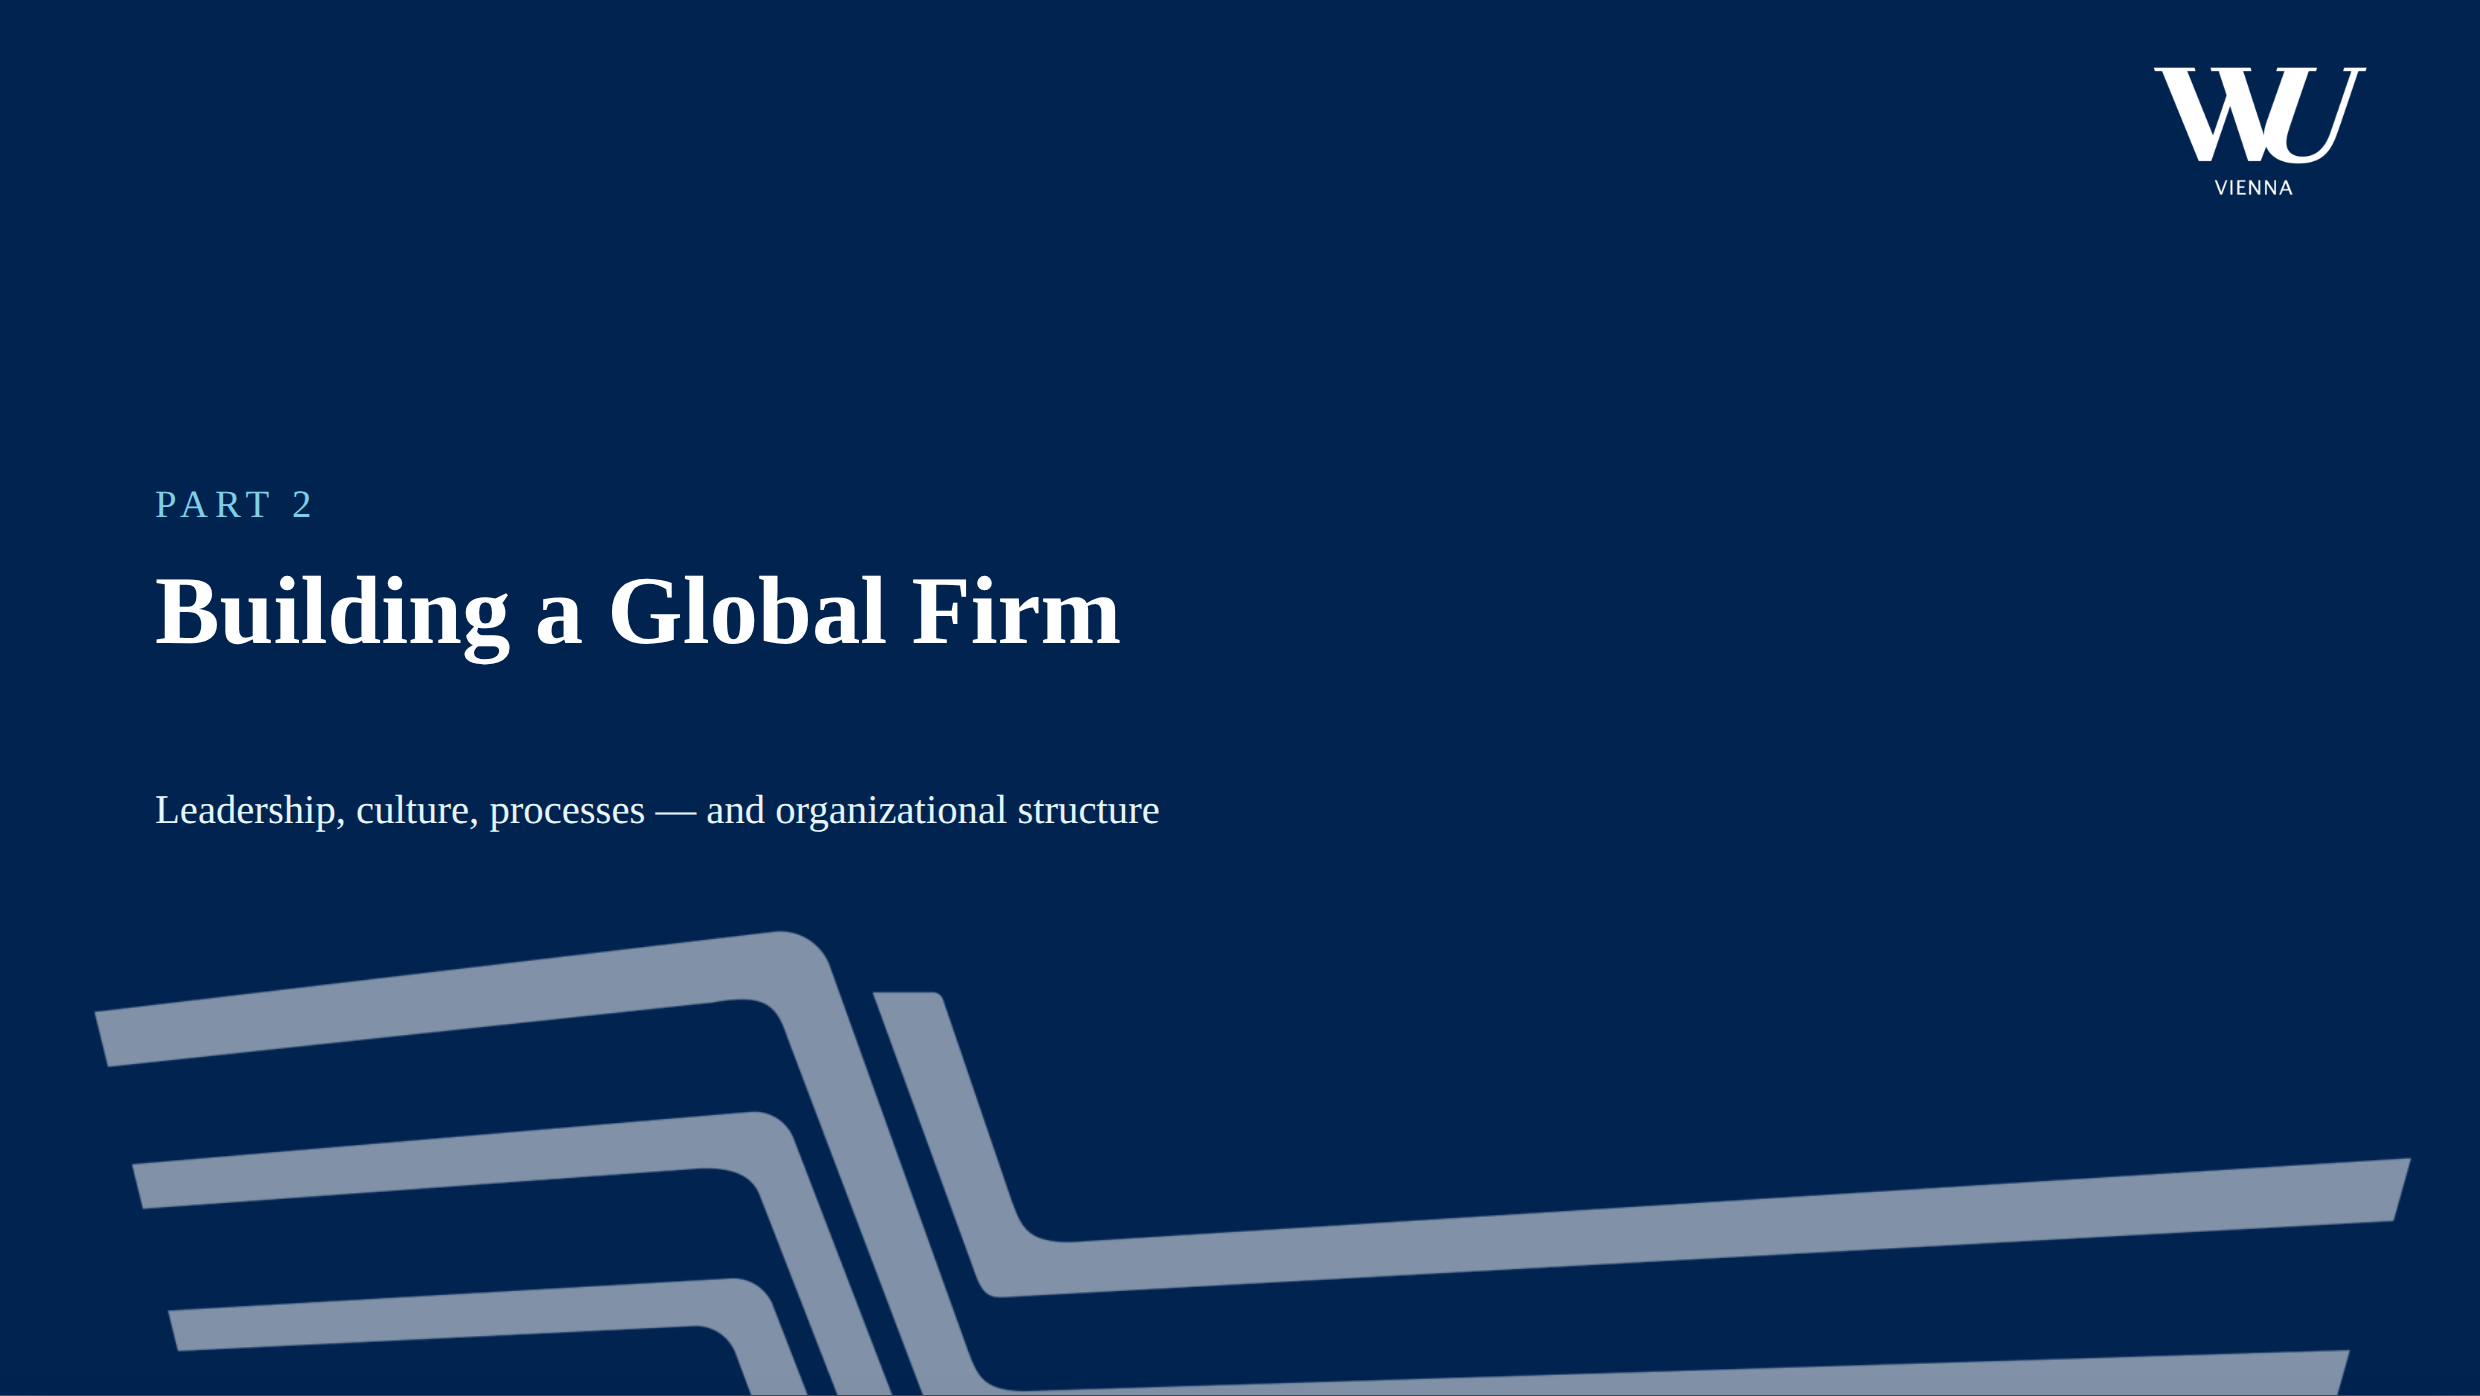 WU
VIENNA
PART 2
Building a Global Firm
Leadership, culture, processes — and organizational structure